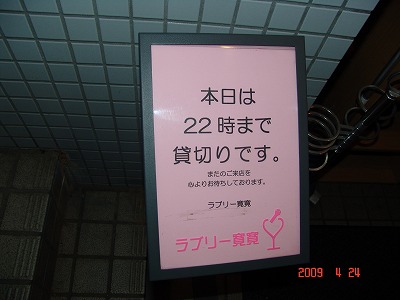 本日は
22時まで
貸切りです。
またのご来店を
心よりお待ちしております。
ラブリー寛寛
ラブリー寛寛
2009 4 24